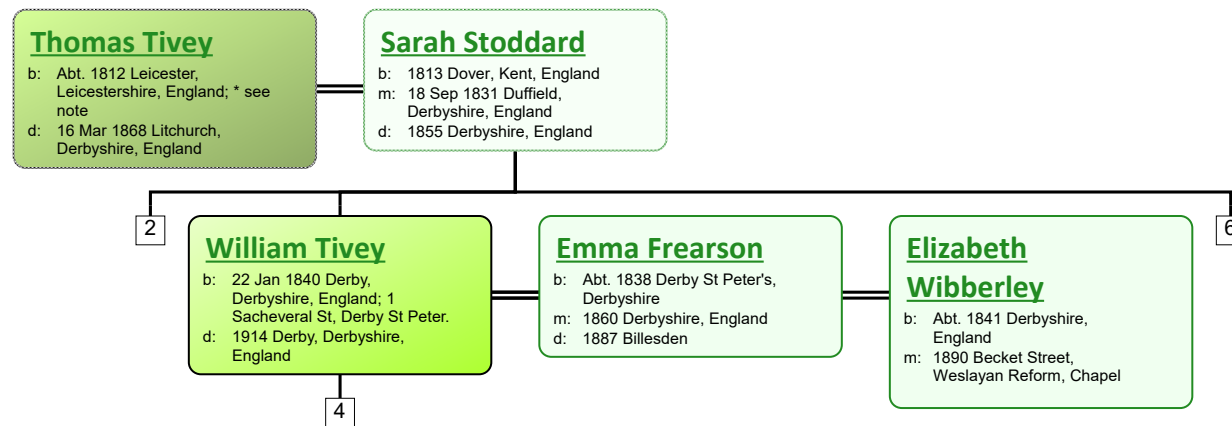 Thomas Tivey
b: Abt. 1812 Leicester,
Leicestershire, England; * see
note
d: 16 Mar 1868 Litchurch,
Derbyshire, England
Sarah Stoddard
b: 1813 Dover, Kent, England
m: 18 Sep 1831 Duffield,
Derbyshire, England
d: 1855 Derbyshire, England
2
William Tivey
b: 22 Jan 1840 Derby,
Derbyshire, England; 1
Sacheveral St, Derby St Peter.
d: 1914 Derby, Derbyshire,
England
4
Emma Frearson
b: Abt. 1838 Derby St Peter's,
Derbyshire
m: 1860 Derbyshire, England
d: 1887 Billesden
Elizabeth
Wibberley
b: Abt. 1841 Derbyshire,
England
m: 1890 Becket Street,
Weslayan Reform, Chapel
6